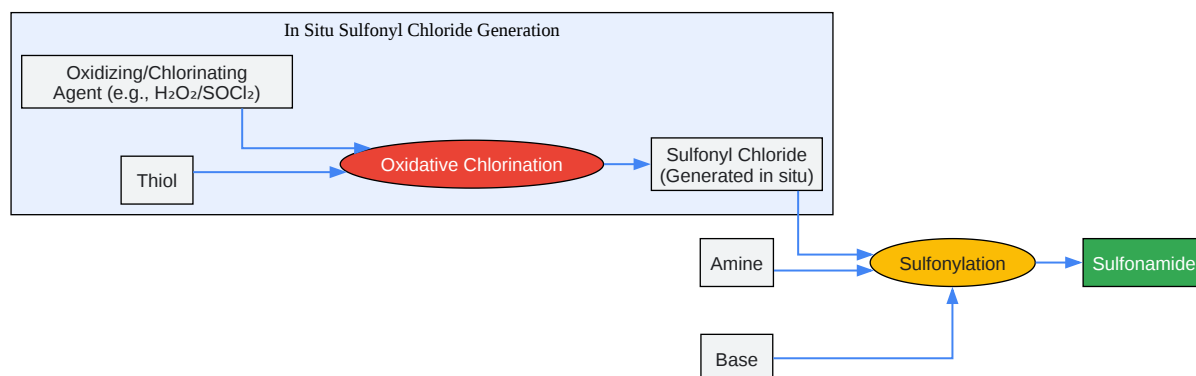 In Situ Sulfonyl Chloride Generation
Oxidizing/Chlorinating
Agent (e.g., H₂O₂/SOCl₂)
Thiol
Oxidative Chlorination
Sulfonyl Chloride
(Generated in situ)
Amine
Sulfonylation
Sulfonamide
Base